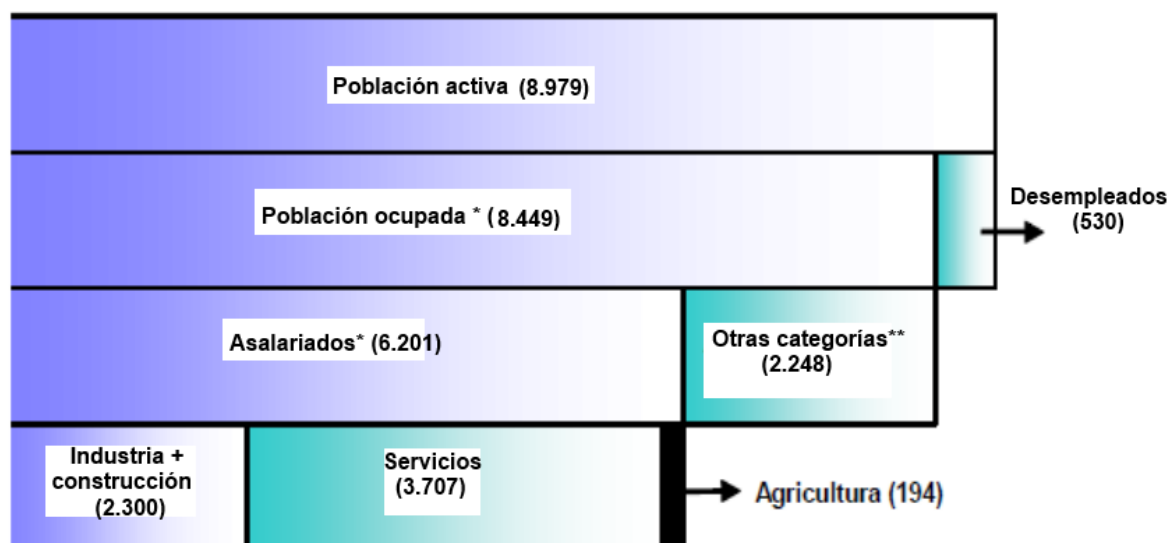 Población activa (8.979)
Población ocupada * (8.449)
Desempleados
(530)
Asalariados* (6.201)
Otras categorías**
(2.248)
Industria +
construcción
(2.300)
Servicios
(3.707)
Agricultura (194)